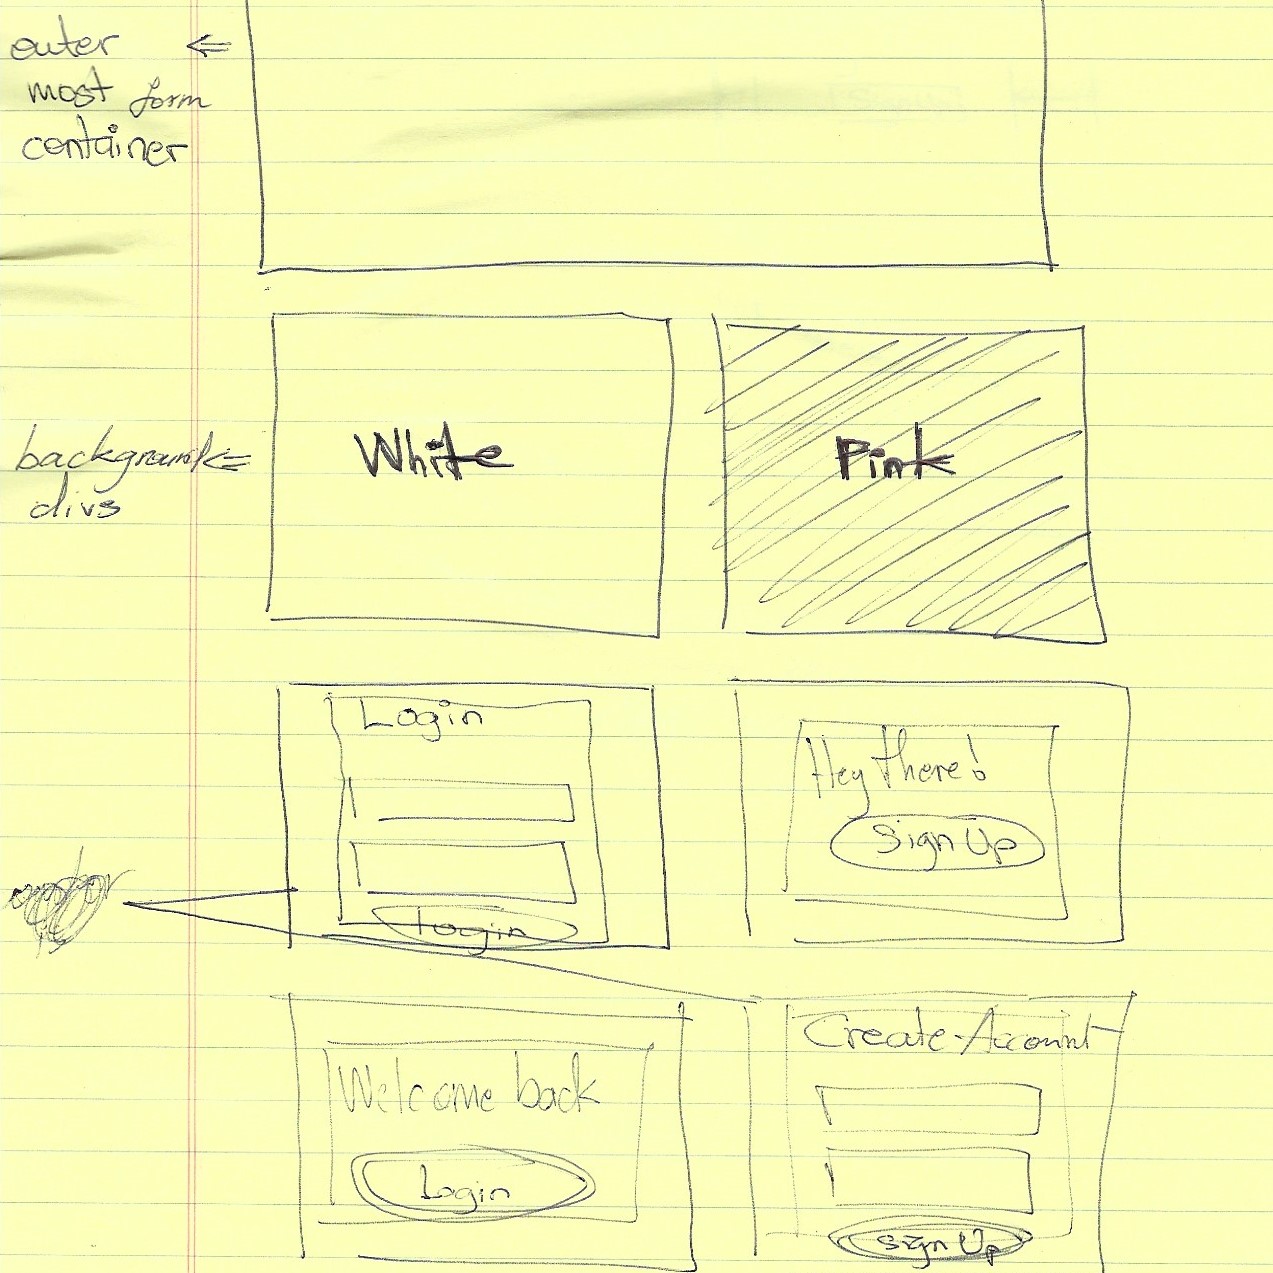 outer
most form
container
White
Pink
background
divs
Login
Hey there!
Sign Up
Login
Create Account
Welcome back
Login
Sign Up